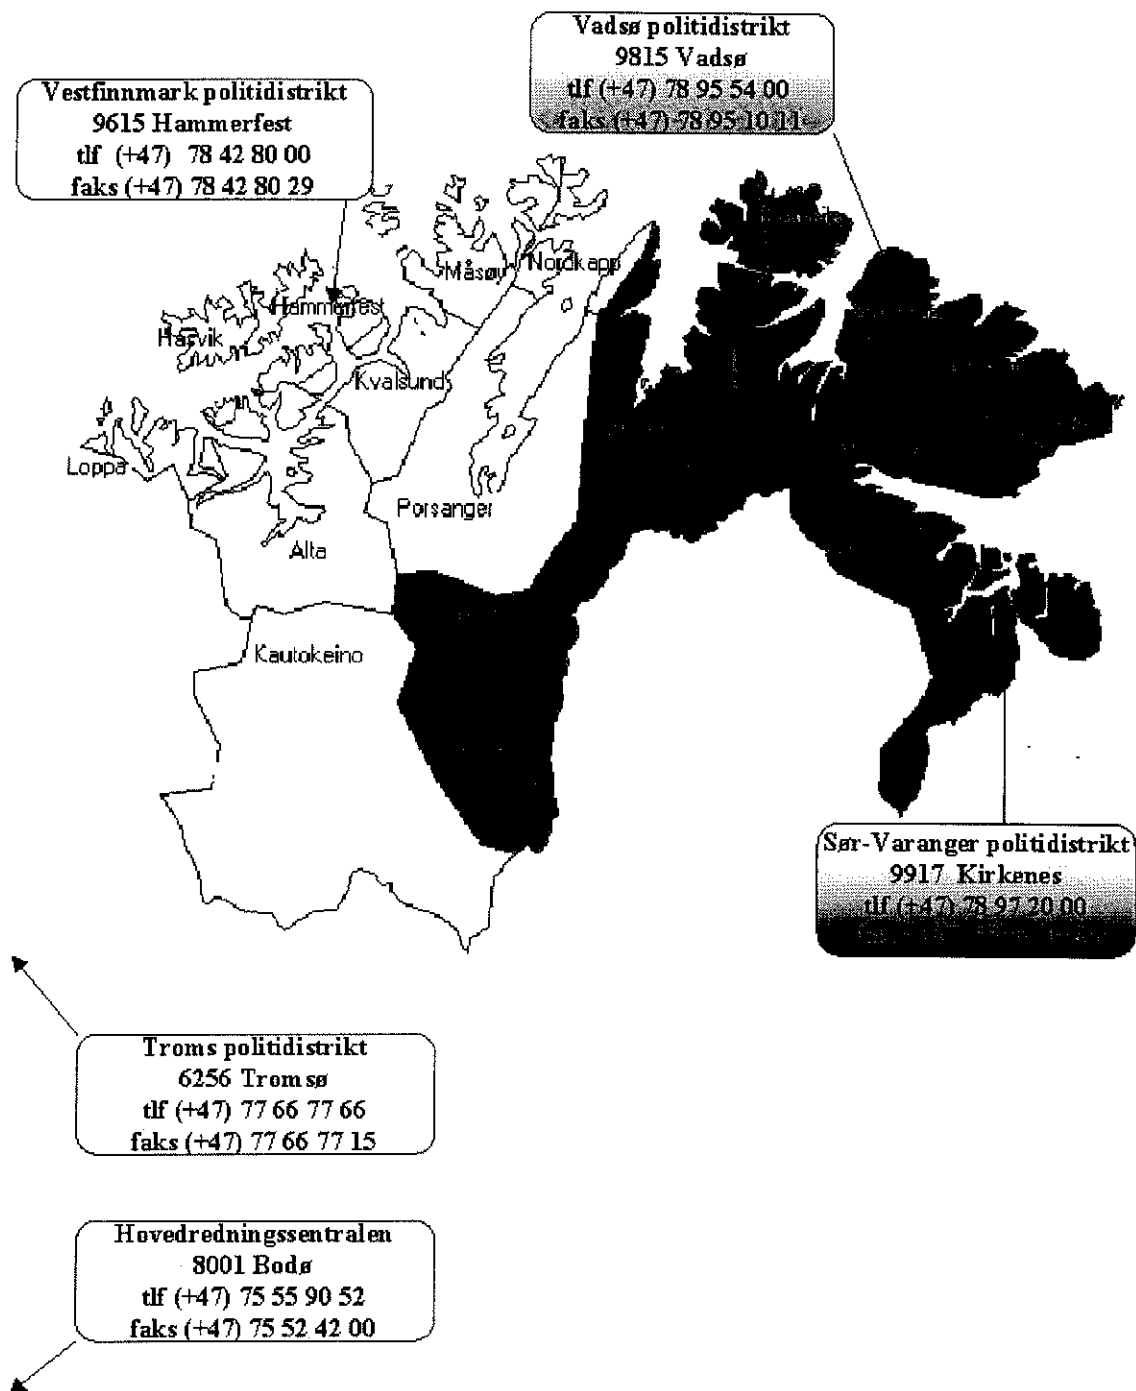 Vadsø politidistrikt
9815 Vadsø
tlf (+47) 78 95 54 00
faks (+47) 78 95 10 11
Vestfinnmark politidistrikt
9615 Hammerfest
tlf (+47) 78 42 80 00
faks (+47) 78 42 80 29
Måsøy
Nordkapp
Hammerfest
Hasvik
Kvalsund
Loppa
Porsanger
Alta
Kautokeino
Sør-Varanger politidistrikt
9917 Kirkenes
tlf (+47) 78 97 20 00
Troms politidistrikt
6256 Tromsø
tlf (+47) 77 66 77 66
faks (+47) 77 66 77 15
Hovedredningssentralen
8001 Bodø
tlf (+47) 75 55 90 52
faks (+47) 75 52 42 00